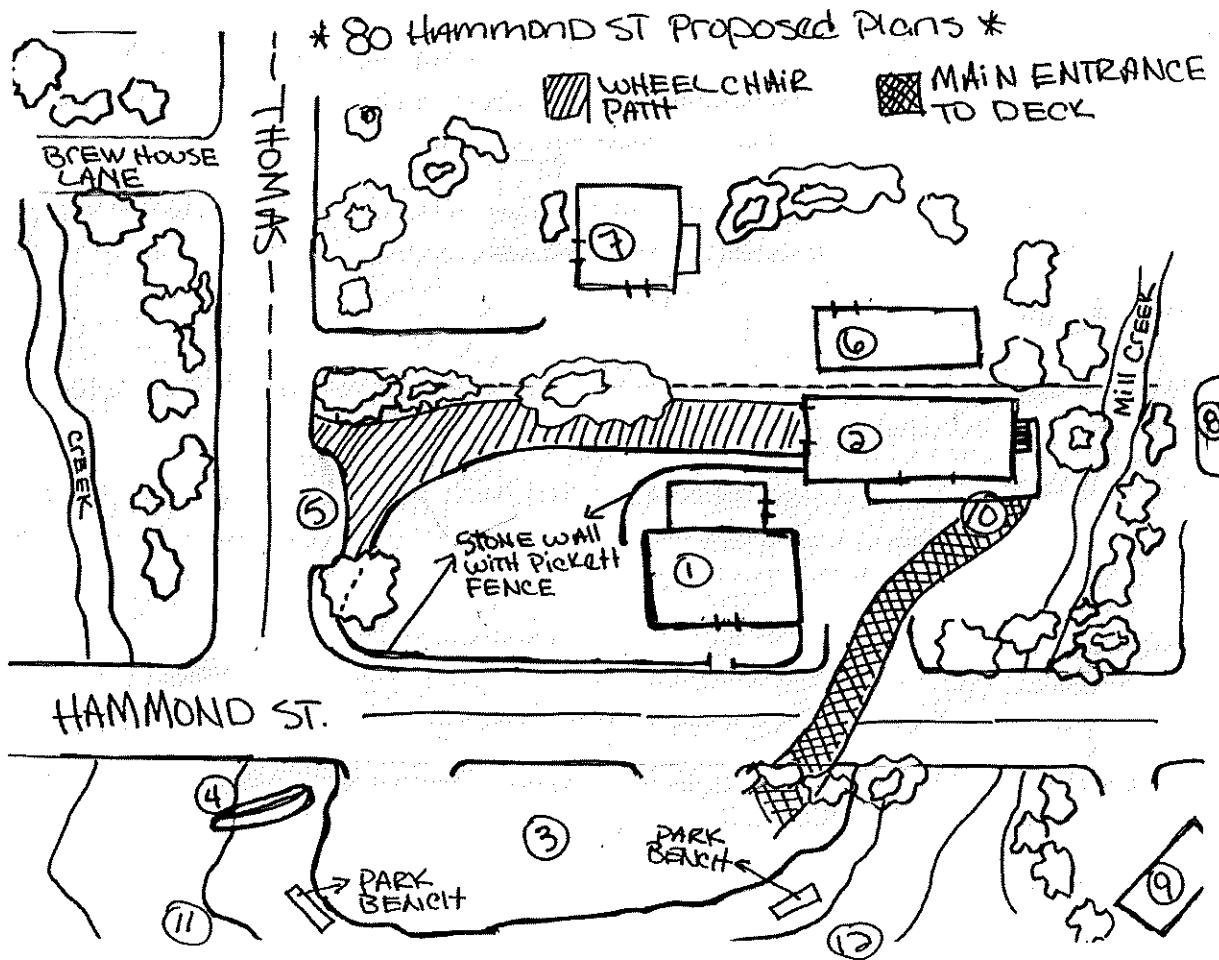 * 80 HAMMOND ST Proposed Plans *
WHEELCHAIR
PATH
MAIN ENTRANCE
TO DECK
BREWHOUSE
LANE
THOMAS
7
6
Mill CREEK
8
2
CREEK
5
10
STONE WALL
WITH PICKETT
FENCE
1
HAMMOND ST.
4
3
PARK
BENCH
PARK
BENCH
9
11
12